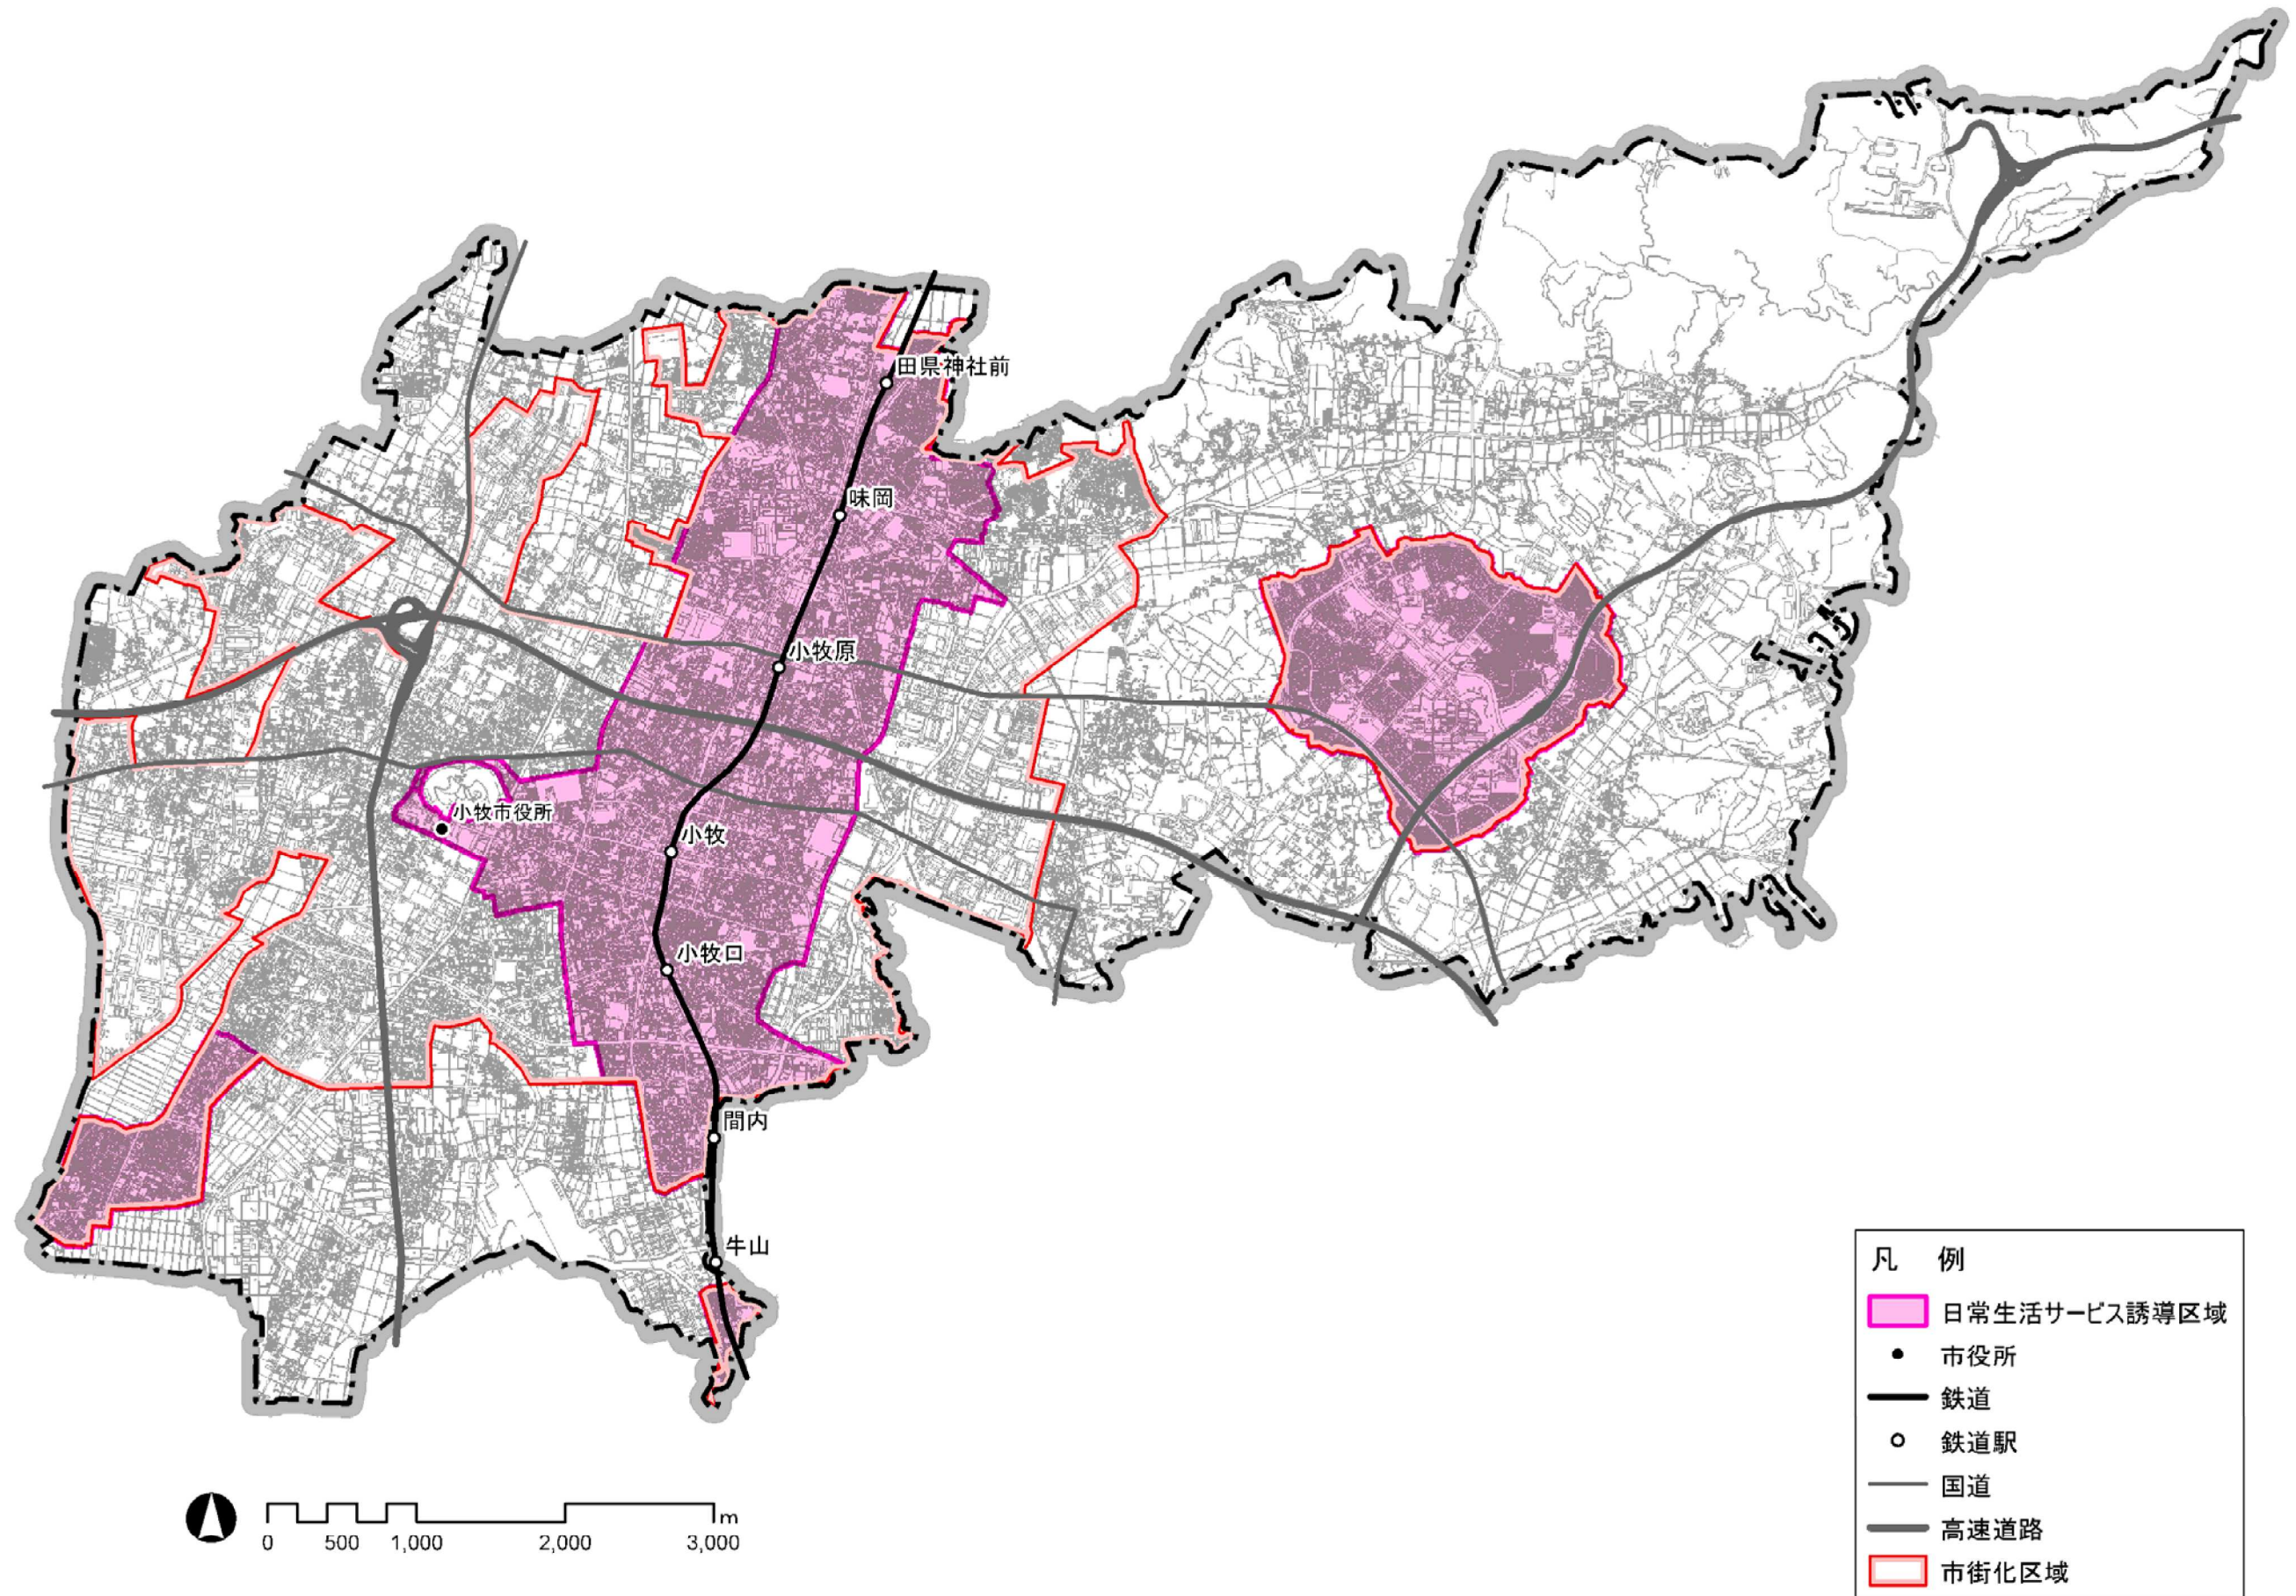 田県神社前
味岡
小牧原
小牧市役所
小牧
小牧口
間内
牛山
凡 例
日常生活サービス誘導区域
市役所
鉄道
鉄道駅
国道
高速道路
市街化区域
m
0 500 1,000 2,000 3,000